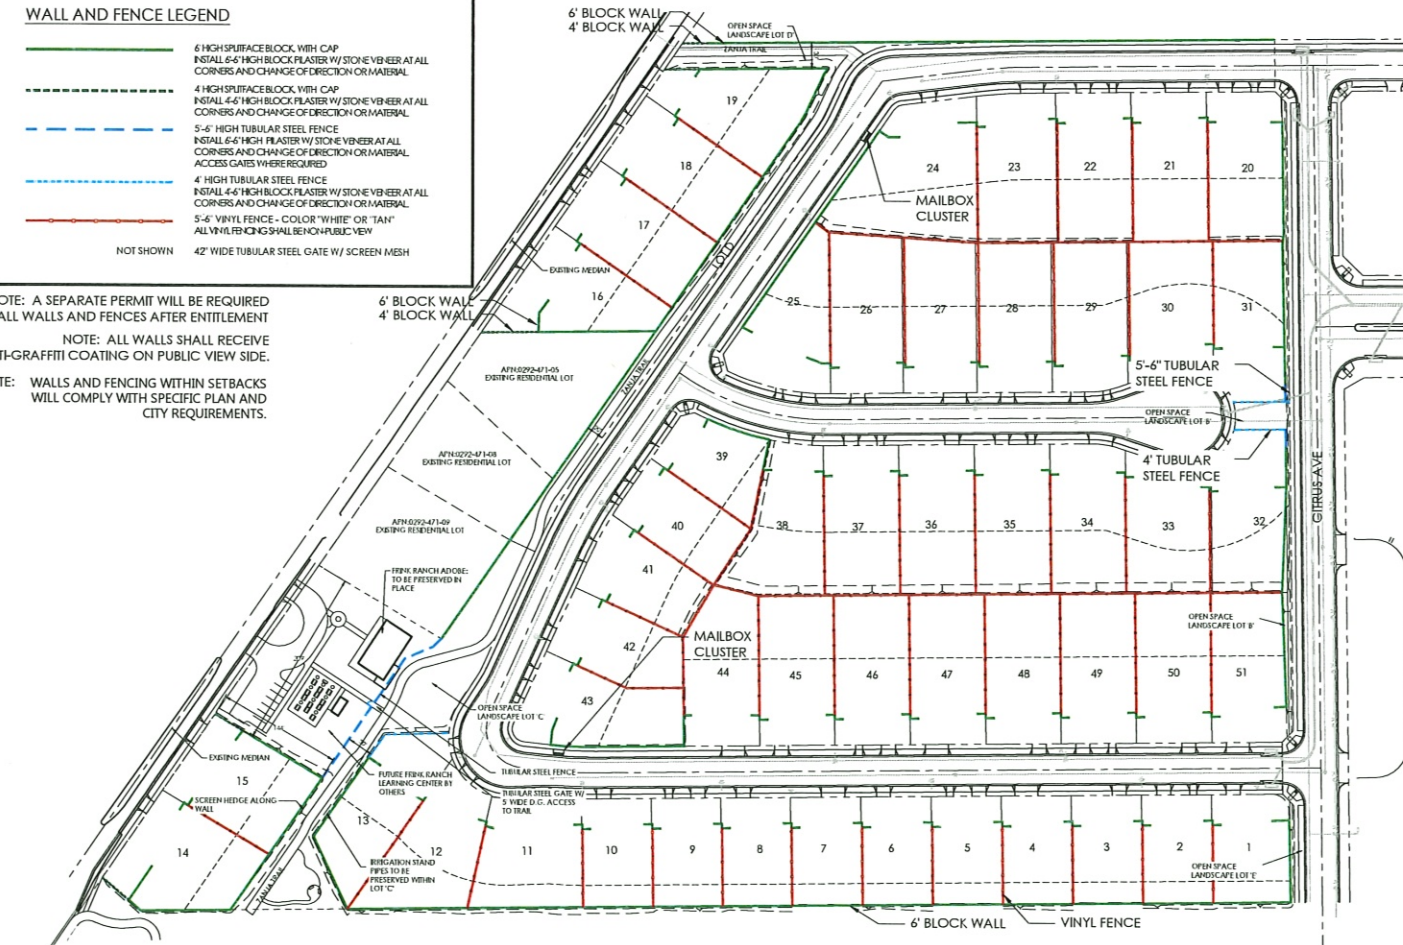 WALL AND FENCE LEGEND
6 HIGH SPLITFACE BLOCK, WITH CAP
INSTALL 6'-6" HIGH BLOCK PILASTER W/ STONE VENEER AT ALL
CORNERS AND CHANGE OF DIRECTION OR MATERIAL
4 HIGH SPLITFACE BLOCK, WITH CAP
INSTALL 4'-6" HIGH BLOCK PILASTER W/ STONE VENEER AT ALL
CORNERS AND CHANGE OF DIRECTION OR MATERIAL
5'-6" HIGH TUBULAR STEEL FENCE
INSTALL 6'-6" HIGH PILASTER W/ STONE VENEER AT ALL
CORNERS AND CHANGE OF DIRECTION OR MATERIAL
ACCESS GATES WHERE REQUIRED
4' HIGH TUBULAR STEEL FENCE
INSTALL 4'-6" HIGH BLOCK PILASTER W/ STONE VENEER AT ALL
CORNERS AND CHANGE OF DIRECTION OR MATERIAL
5'-6" VINYL FENCE - COLOR "WHITE" OR "TAN"
ALL VINYL FENCING SHALL BE NON-PUBLIC VIEW
NOT SHOWN 42" WIDE TUBULAR STEEL GATE W/ SCREEN MESH
OTE: A SEPARATE PERMIT WILL BE REQUIRED
ALL WALLS AND FENCES AFTER ENTITLEMENT
NOTE: ALL WALLS SHALL RECEIVE
TI-GRAFFITI COATING ON PUBLIC VIEW SIDE.
TE: WALLS AND FENCING WITHIN SETBACKS
WILL COMPLY WITH SPECIFIC PLAN AND
CITY REQUIREMENTS.
6' BLOCK WALL
4' BLOCK WALL
OPEN SPACE
LANDSCAPE LOT 'D'
ZANJA TRAIL
19
18
17
16
LOT D
EXISTING MEDIAN
6' BLOCK WALL
4' BLOCK WALL
24
23
22
21
20
MAILBOX
CLUSTER
25
26
27
28
29
30
31
APN:0292-471-05
EXISTING RESIDENTIAL LOT
ZANJA TRAIL
5'-6" TUBULAR
STEEL FENCE
OPEN SPACE
LANDSCAPE LOT 'B'
4' TUBULAR
STEEL FENCE
CITRUS AVE
APN:0292-471-08
EXISTING RESIDENTIAL LOT
APN:0292-471-09
EXISTING RESIDENTIAL LOT
39
40
41
42
43
38
37
36
35
34
33
32
FRINK RANCH ADOBE:
TO BE PRESERVED IN
PLACE
OPEN SPACE
LANDSCAPE LOT 'B'
MAILBOX
CLUSTER
44
45
46
47
48
49
50
51
OPEN SPACE
LANDSCAPE LOT 'C'
EXISTING MEDIAN
15
SCREEN HEDGE ALONG
WALL
14
FUTURE FRINK RANCH
LEARNING CENTER BY
OTHERS
TUBULAR STEEL FENCE
TUBULAR STEEL GATE W/
5' WIDE D.G. ACCESS
TO TRAIL
13
12
11
10
9
8
7
6
5
4
3
2
1
IRRIGATION STAND
PIPES TO BE
PRESERVED WITHIN
LOT 'C'
ZANJA TRAIL
OPEN SPACE
LANDSCAPE LOT 'E'
6' BLOCK WALL
VINYL FENCE